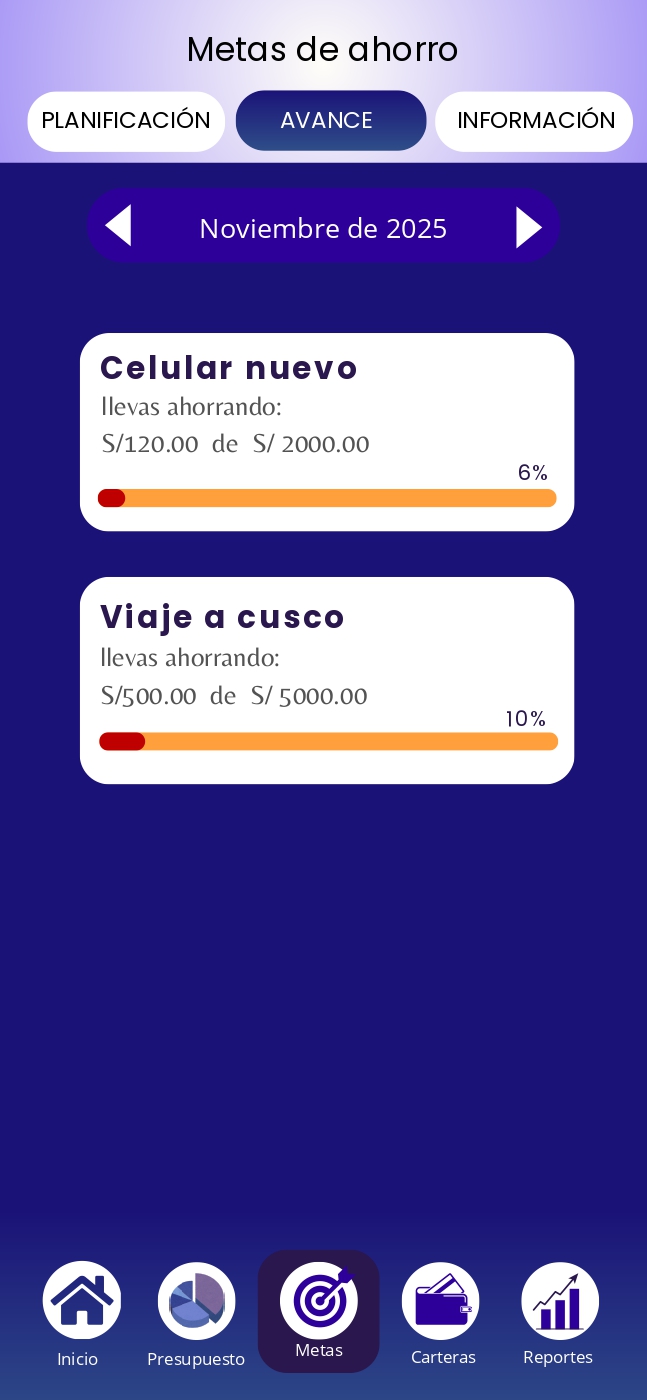 Metas de ahorro
PLANIFICACIÓN AVANCE INFORMACIÓN
Noviembre de 2025
Celular nuevo
llevas ahorrando:
S/120.00 de S/ 2000.00
6%
Viaje a cusco
llevas ahorrando:
S/500.00 de S/ 5000.00
10%
Inicio Presupuesto Metas Carteras Reportes